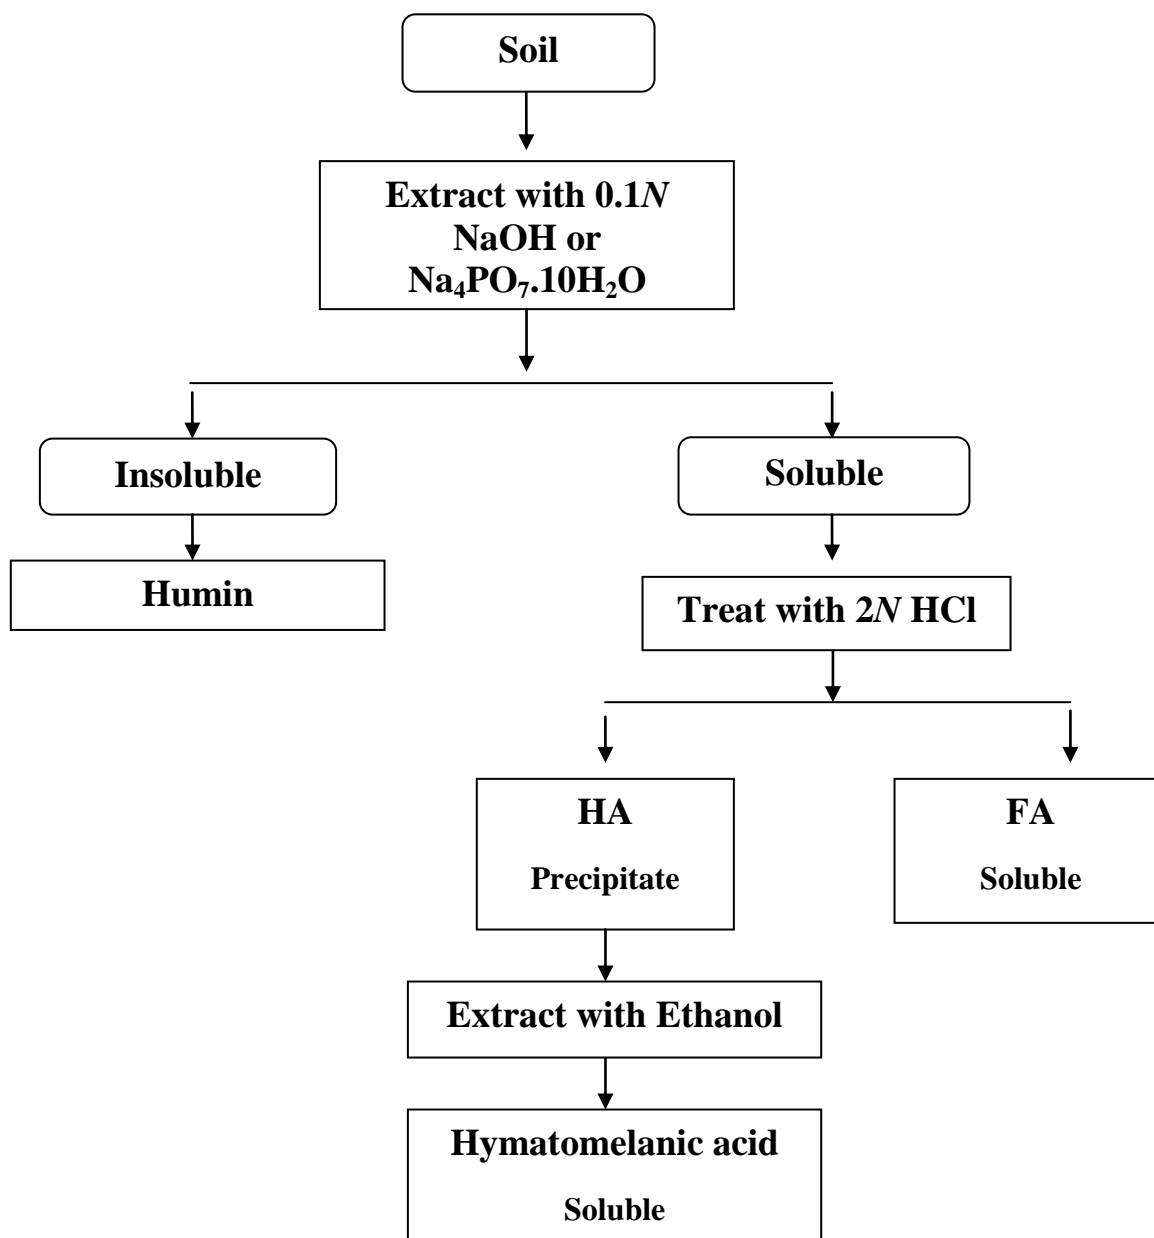 Soil
Extract with 0.1N
NaOH or
Na₄PO₇.10H₂O
Insoluble
Soluble
Humin
Treat with 2N HCl
HA
Precipitate
FA
Soluble
Extract with Ethanol
Hymatomelanic acid
Soluble